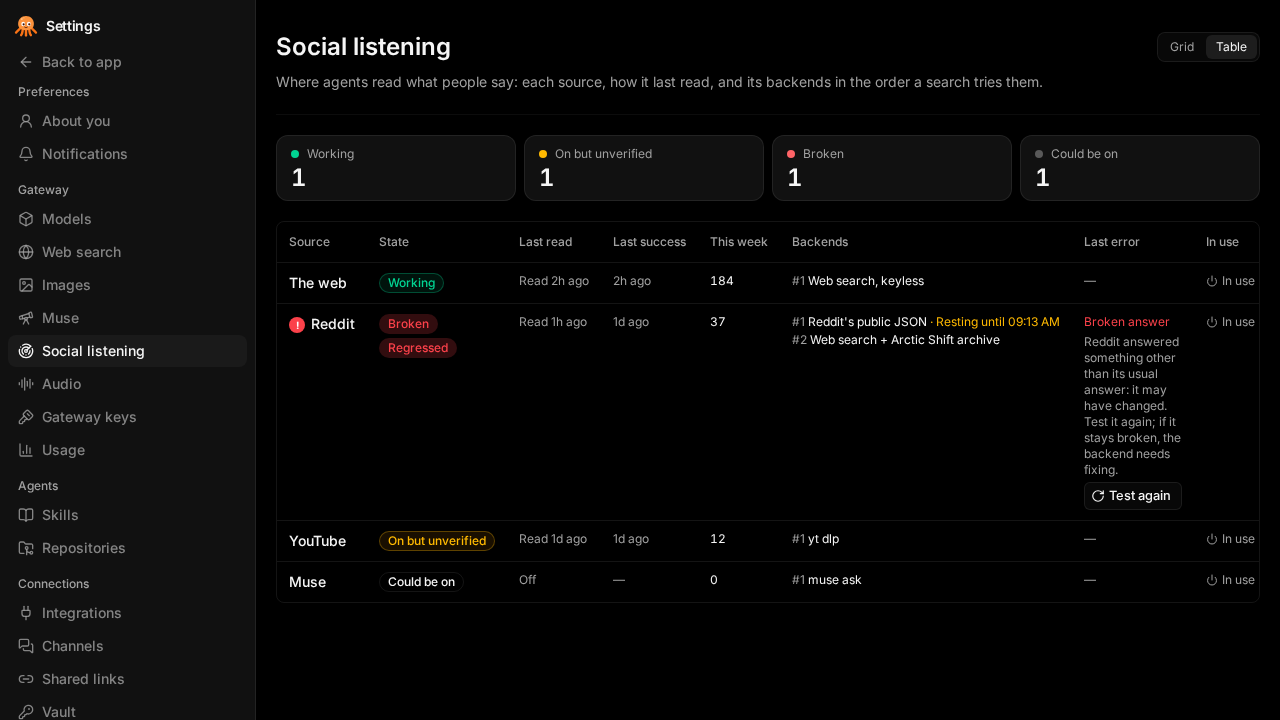 Settings
Back to app
Preferences
About you
Notifications
Gateway
Models
Web search
Images
Muse
Social listening
Audio
Gateway keys
Usage
Agents
Skills
Repositories
Connections
Integrations
Channels
Shared links
Vault
Social listening
Grid Table
Where agents read what people say: each source, how it last read, and its backends in the order a search tries them.
Working
1
On but unverified
1
Broken
1
Could be on
1
Source State Last read Last success This week Backends Last error In use
The web Working Read 2h ago 2h ago 184 #1 Web search, keyless — In use
Reddit Broken Read 1h ago 1d ago 37 #1 Reddit's public JSON · Resting until 09:13 AM Broken answer In use
Regressed #2 Web search + Arctic Shift archive
Reddit answered
something other
than its usual
answer: it may
have changed.
Test it again; if it
stays broken, the
backend needs
fixing.
Test again
YouTube On but unverified Read 1d ago 1d ago 12 #1 yt dlp — In use
Muse Could be on Off — 0 #1 muse ask — In use